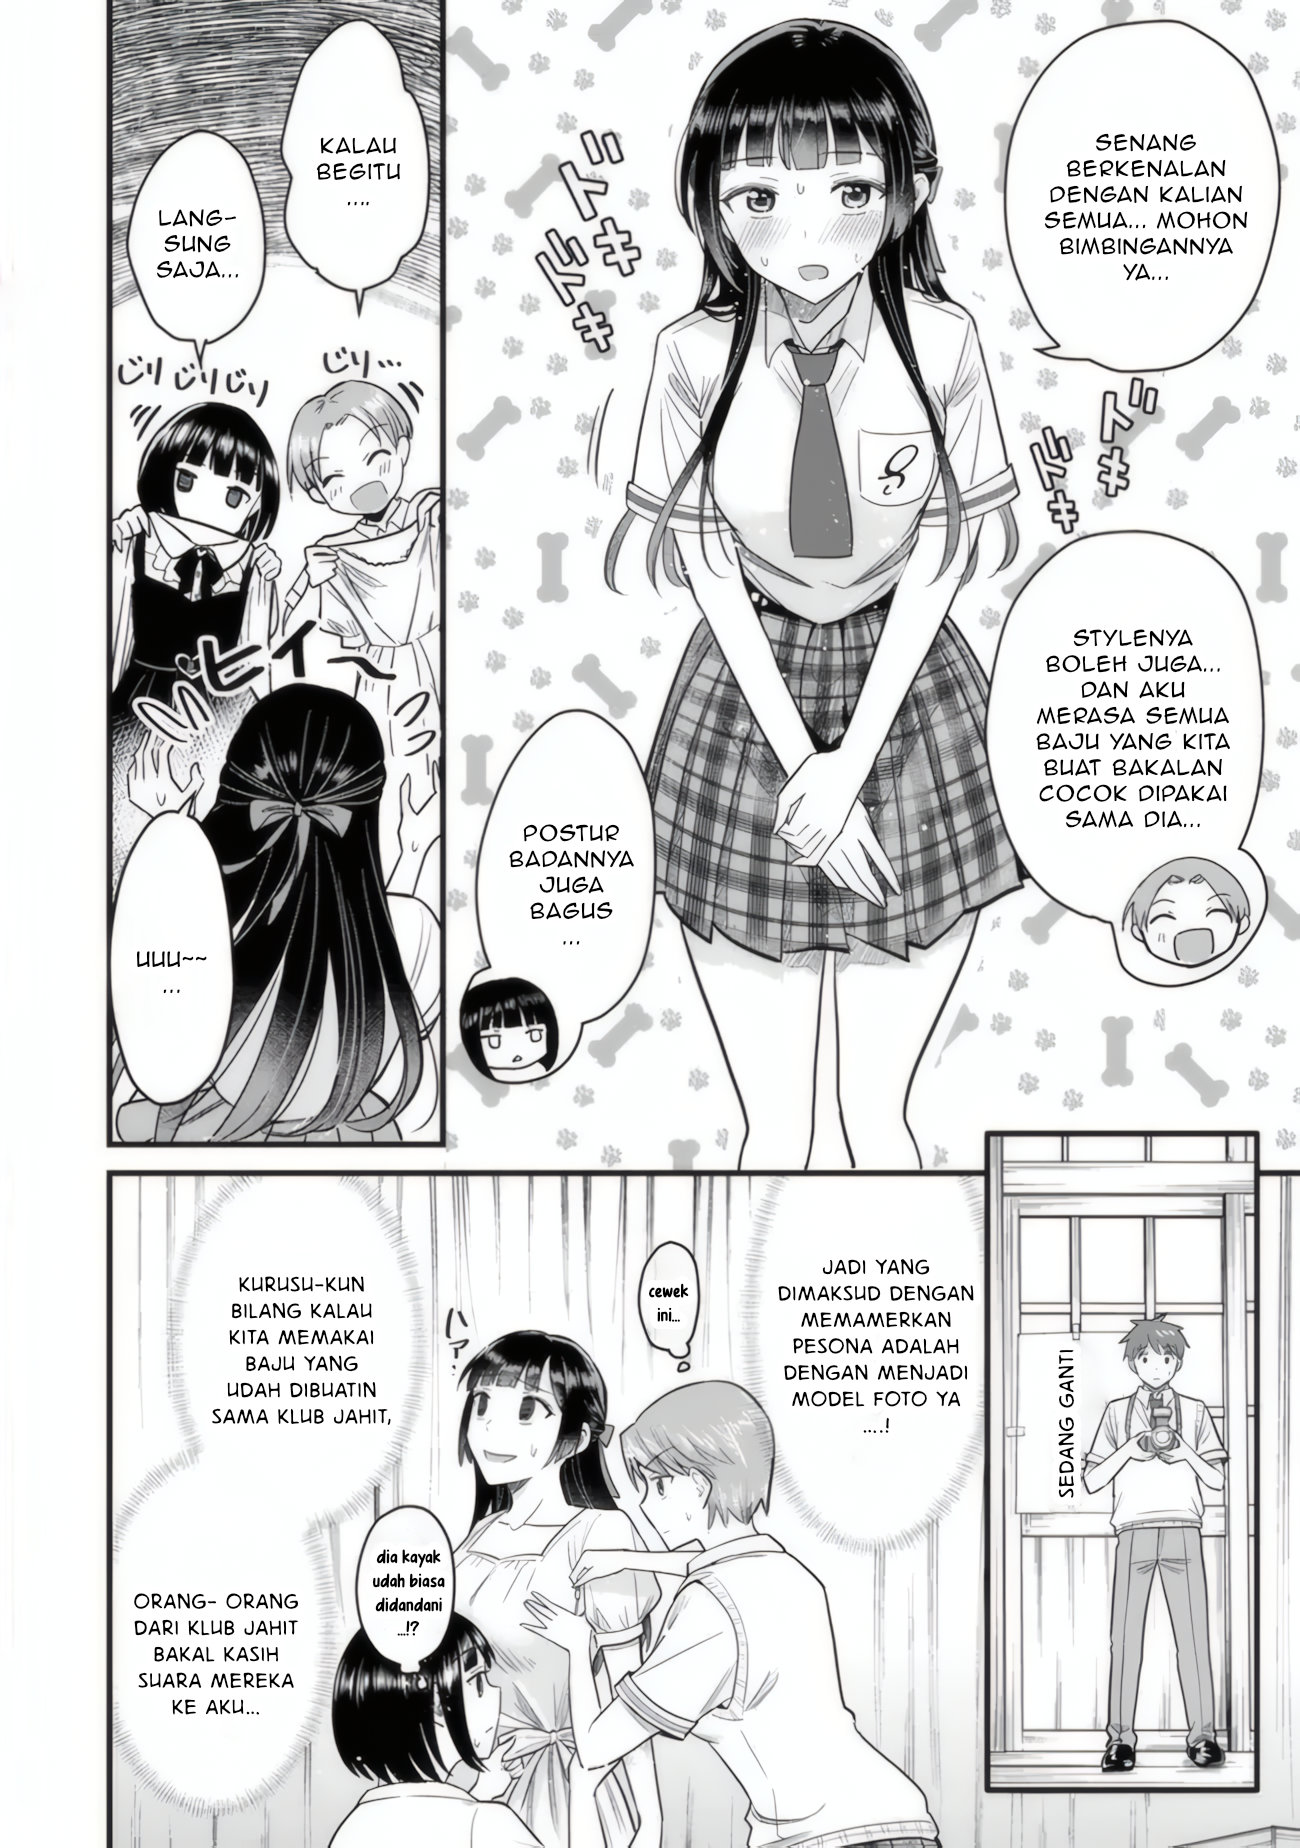 SENANG
BERKENALAN
DENGAN KALIAN
SEMUA... MOHON
BIMBINGANNYA
YA...
ドキ
ドキ
ドキ
ドキ
STYLENYA
BOLEH JUGA...
DAN AKU
MERASA SEMUA
BAJU YANG KITA
BUAT BAKALAN
COCOK DIPAKAI
SAMA DIA...
POSTUR
BADANNYA
JUGA
BAGUS
...
KALAU
BEGITU
....
LANG-
SUNG
SAJA...
じり...
じりじりじり
ヒィ～
UUU~~
...
SEDANG GANTI
JADI YANG
DIMAKSUD DENGAN
MEMAMERKAN
PESONA ADALAH
DENGAN MENJADI
MODEL FOTO YA
....!
cewek
ini...
ハァ...
KURUSU-KUN
BILANG KALAU
KITA MEMAKAI
BAJU YANG
UDAH DIBUATIN
SAMA KLUB JAHIT,
dia kayak
udah biasa
didandani
...!?
ORANG- ORANG
DARI KLUB JAHIT
BAKAL KASIH
SUARA MEREKA
KE AKU...